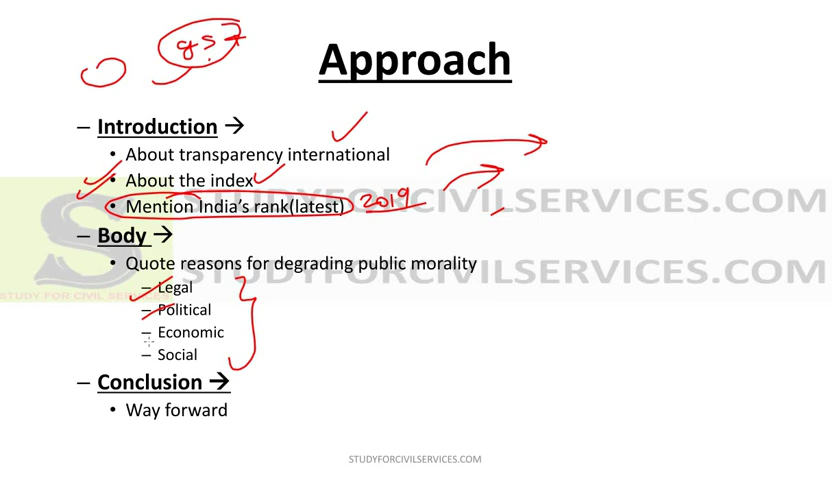 gs
Approach
– Introduction →
• About transparency international
• About the index
• Mention India's rank(latest) 2019
– Body →
• Quote reasons for degrading public morality
– Legal
– Political
– Economic
– Social
– Conclusion →
• Way forward
STUDYFORCIVILSERVICES.COM
STUDYFORCIVILSERVICES.COM
S
STUDY FOR CIVIL SERVICES
STUDYFORCIVILSERVICES.COM